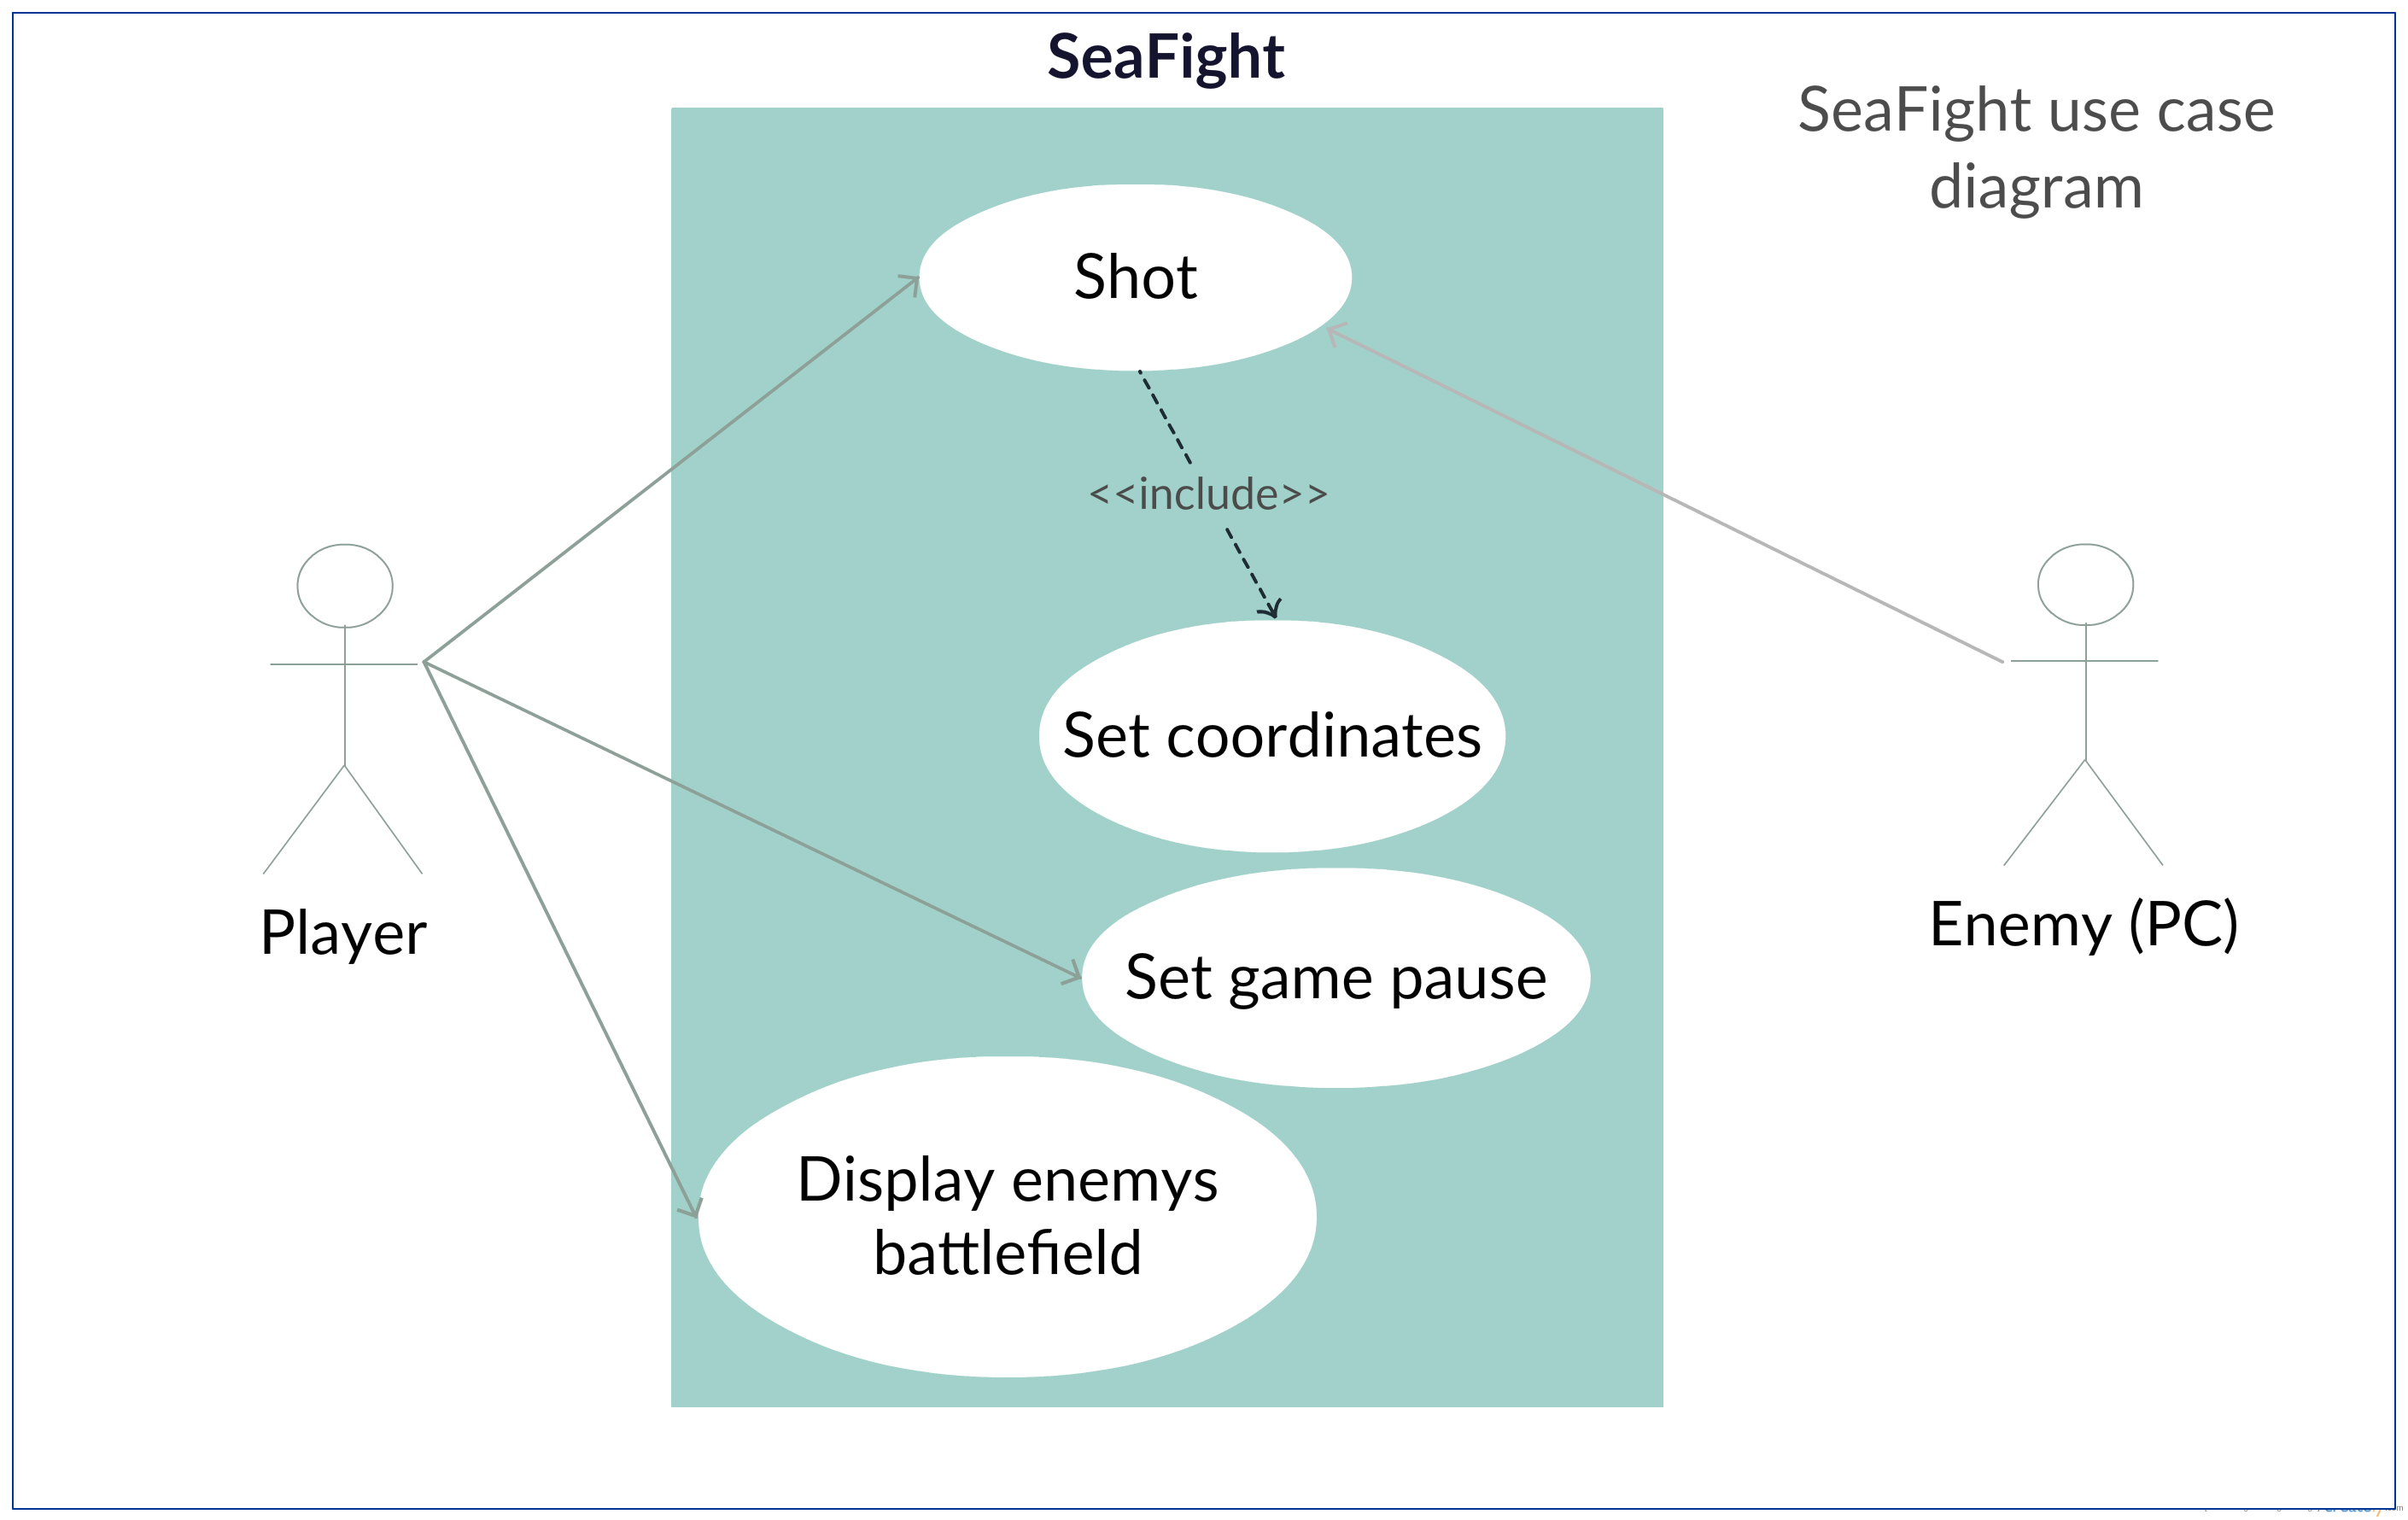 SeaFight
SeaFight use case
diagram
Shot
<<include>>
Set coordinates
Player
Enemy (PC)
Set game pause
Display enemys
battlefield